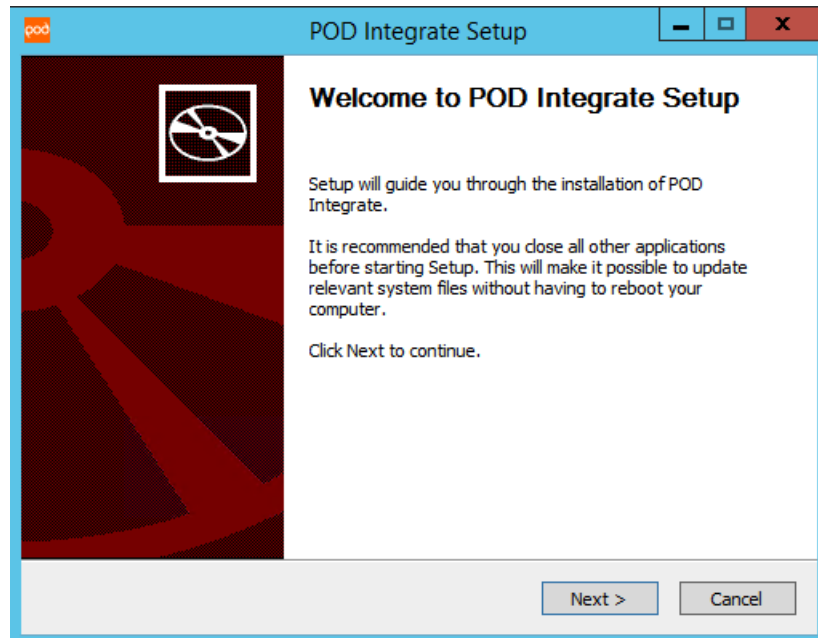 pod
POD Integrate Setup
Welcome to POD Integrate Setup
Setup will guide you through the installation of POD
Integrate.
It is recommended that you close all other applications
before starting Setup. This will make it possible to update
relevant system files without having to reboot your
computer.
Click Next to continue.
Next >
Cancel